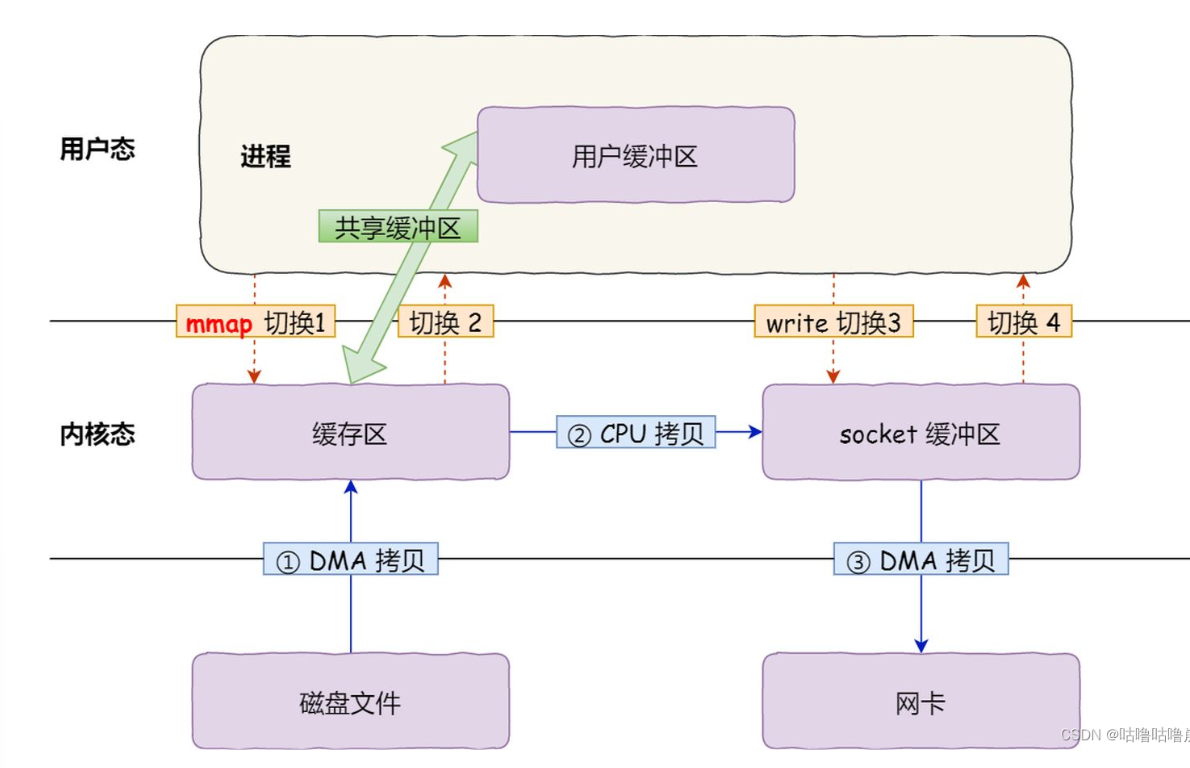 用户态
进程
用户缓冲区
共享缓冲区
mmap 切换1
切换 2
write 切换3
切换 4
内核态
缓存区
② CPU 拷贝
socket 缓冲区
① DMA 拷贝
③ DMA 拷贝
磁盘文件
网卡
CSDN @咕噜咕噜